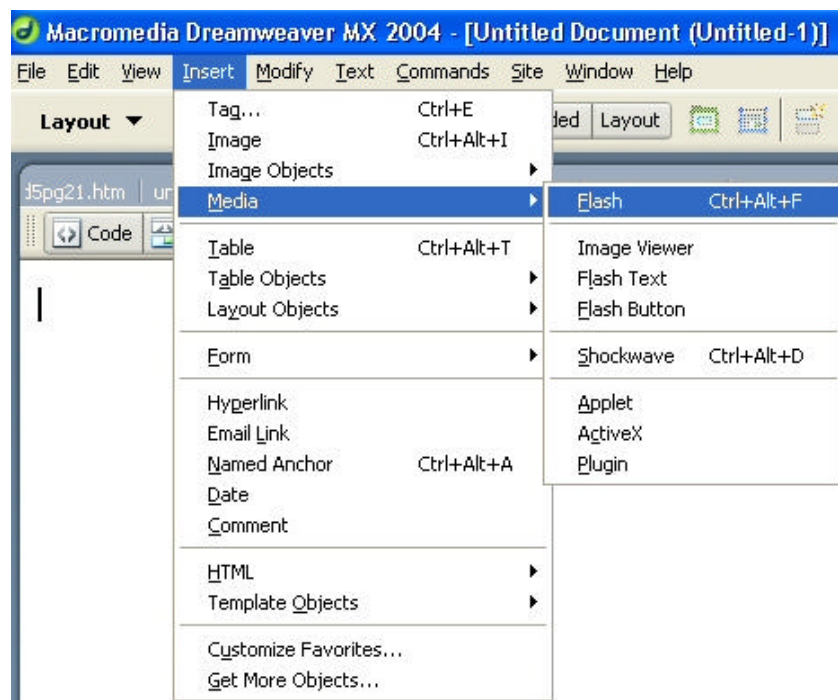 Macromedia Dreamweaver MX 2004 - [Untitled Document (Untitled-1)]
File Edit View Insert Modify Text Commands Site Window Help
Layout Layout
Code
Tag... Ctrl+E
Image Ctrl+Alt+I
Image Objects
Media
Table Ctrl+Alt+T
Table Objects
Layout Objects
Form
Hyperlink
Email Link
Named Anchor Ctrl+Alt+A
Date
Comment
HTML
Template Objects
Customize Favorites...
Get More Objects...
Flash Ctrl+Alt+F
Image Viewer
Flash Text
Flash Button
Shockwave Ctrl+Alt+D
Applet
ActiveX
Plugin